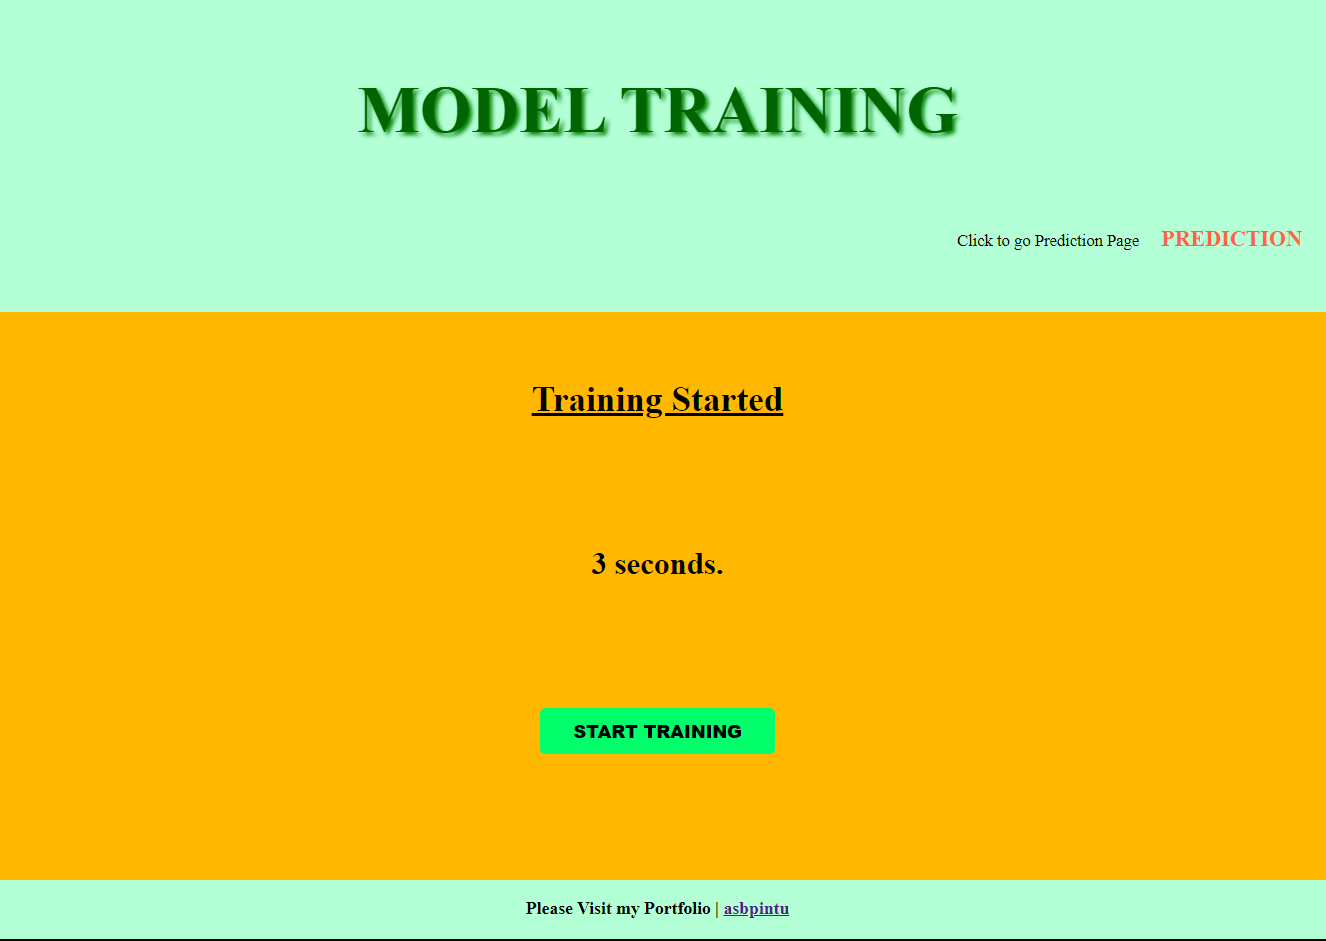 MODEL TRAINING
Click to go Prediction Page PREDICTION
Training Started
3 seconds.
START TRAINING
Please Visit my Portfolio | asbpintu